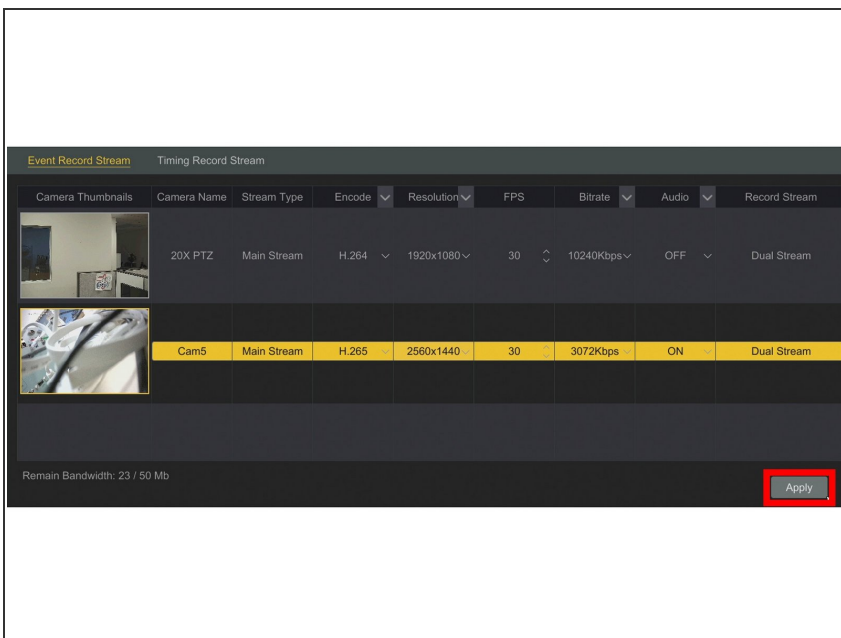 Event Record Stream Timing Record Stream
Camera Thumbnails Camera Name Stream Type Encode Resolution FPS Bitrate Audio Record Stream
20X PTZ Main Stream H.264 1920x1080 30 10240Kbps OFF Dual Stream
Cam5 Main Stream H.265 2560x1440 30 3072Kbps ON Dual Stream
Remain Bandwidth: 23 / 50 Mb
Apply